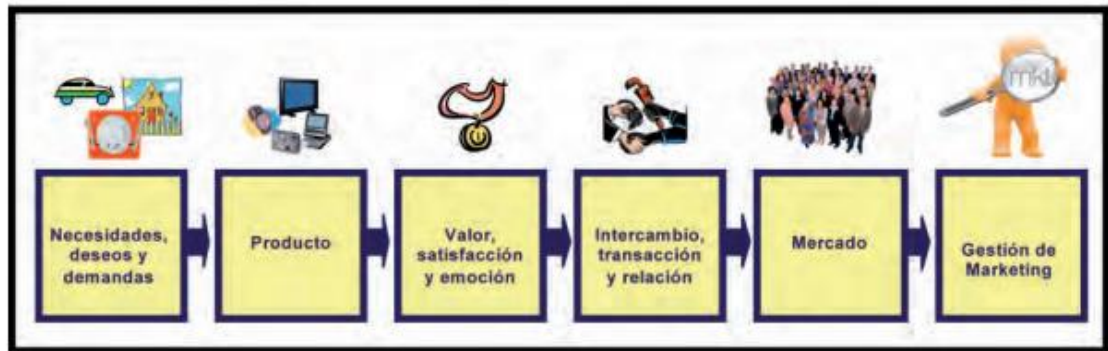 mkt
Necesidades,
deseos y
demandas
Producto
Valor,
satisfacción
y emoción
Intercambio,
transacción
y relación
Mercado
Gestión de
Marketing